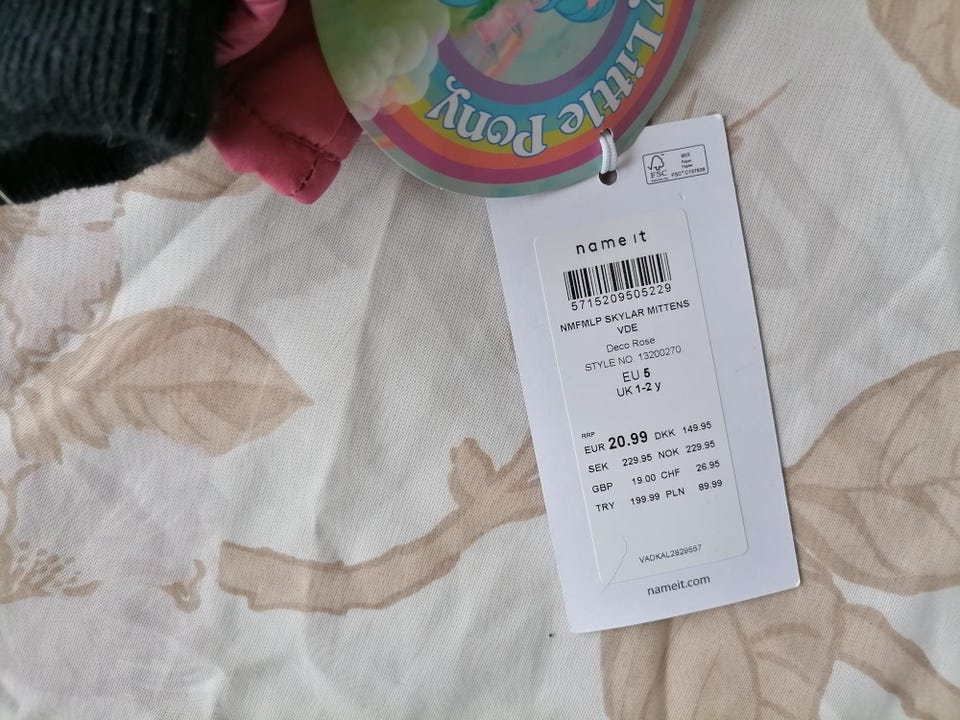 Little Pony
FSC
MIX
Paper
Papier
FSC® C137838
name it
5715209505229
NMFMLP SKYLAR MITTENS
VDE
Deco Rose
STYLE NO. 13200270
EU 5
UK 1-2 y
RRP
EUR 20.99 DKK 149.95
SEK 229.95 NOK 229.95
GBP 19.00 CHF 26.95
TRY 199.99 PLN 89.99
VADKAL2829557
nameit.com